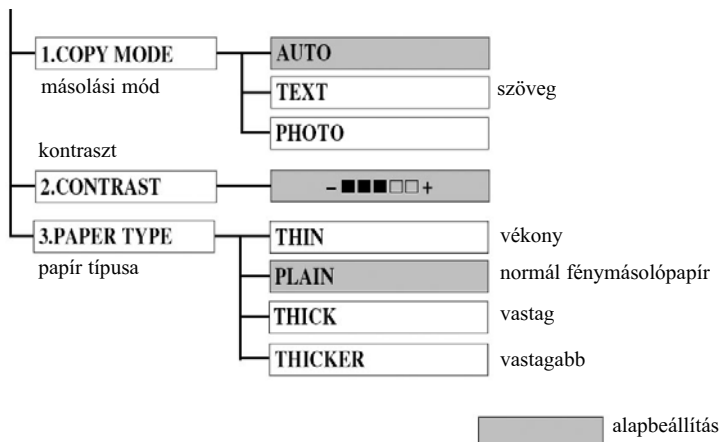 1.COPY MODE
másolási mód
AUTO
TEXT
szöveg
PHOTO
kontraszt
2.CONTRAST
- ■■■□□ +
3.PAPER TYPE
papír típusa
THIN
vékony
PLAIN
normál fénymásolópapír
THICK
vastag
THICKER
vastagabb
alapbeállítás